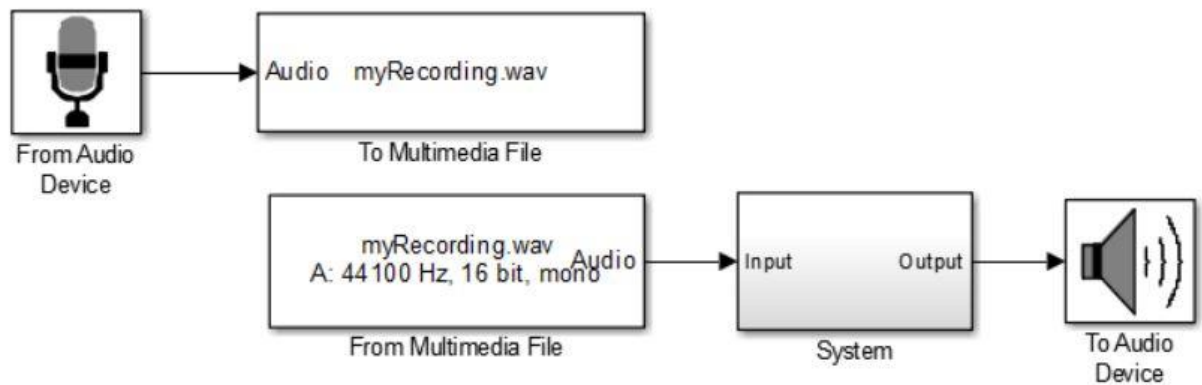 Audio myRecording.wav
From Audio
Device
To Multimedia File
myRecording.wav
Audio
A: 44100 Hz, 16 bit, mono
From Multimedia File
Input Output
System
To Audio
Device